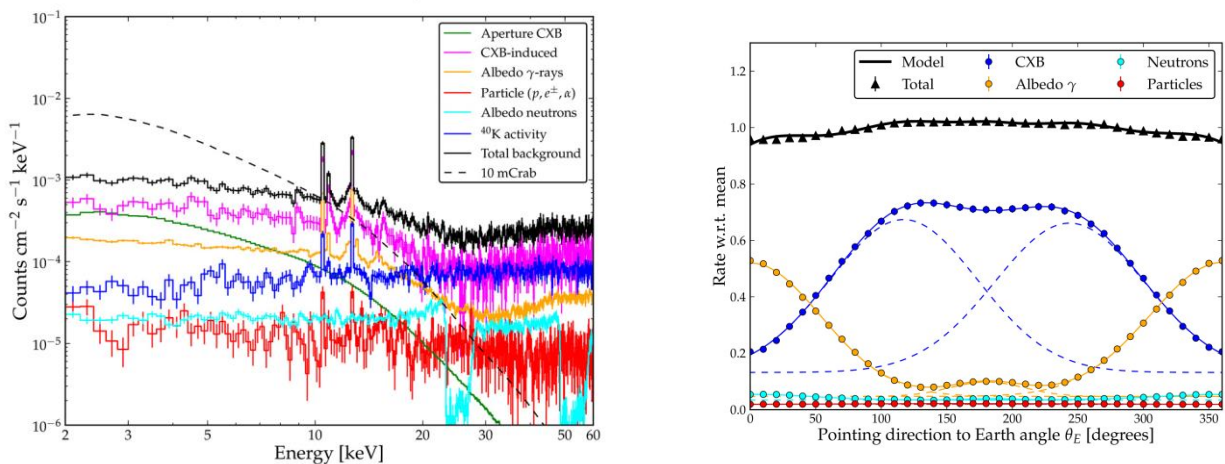 10⁻¹
10⁻²
10⁻³
10⁻⁴
10⁻⁵
10⁻⁶
Counts cm⁻² s⁻¹ keV⁻¹
2 3 5 10 20 30 50 60
Energy [keV]
Aperture CXB
CXB-induced
Albedo γ-rays
Particle (p, e±, α)
Albedo neutrons
⁴⁰K activity
Total background
10 mCrab
1.2
1.0
0.8
0.6
0.4
0.2
0.0
Rate w.r.t. mean
0 50 100 150 200 250 300 350
Pointing direction to Earth angle θ_E [degrees]
Model CXB Neutrons
Total Albedo γ Particles